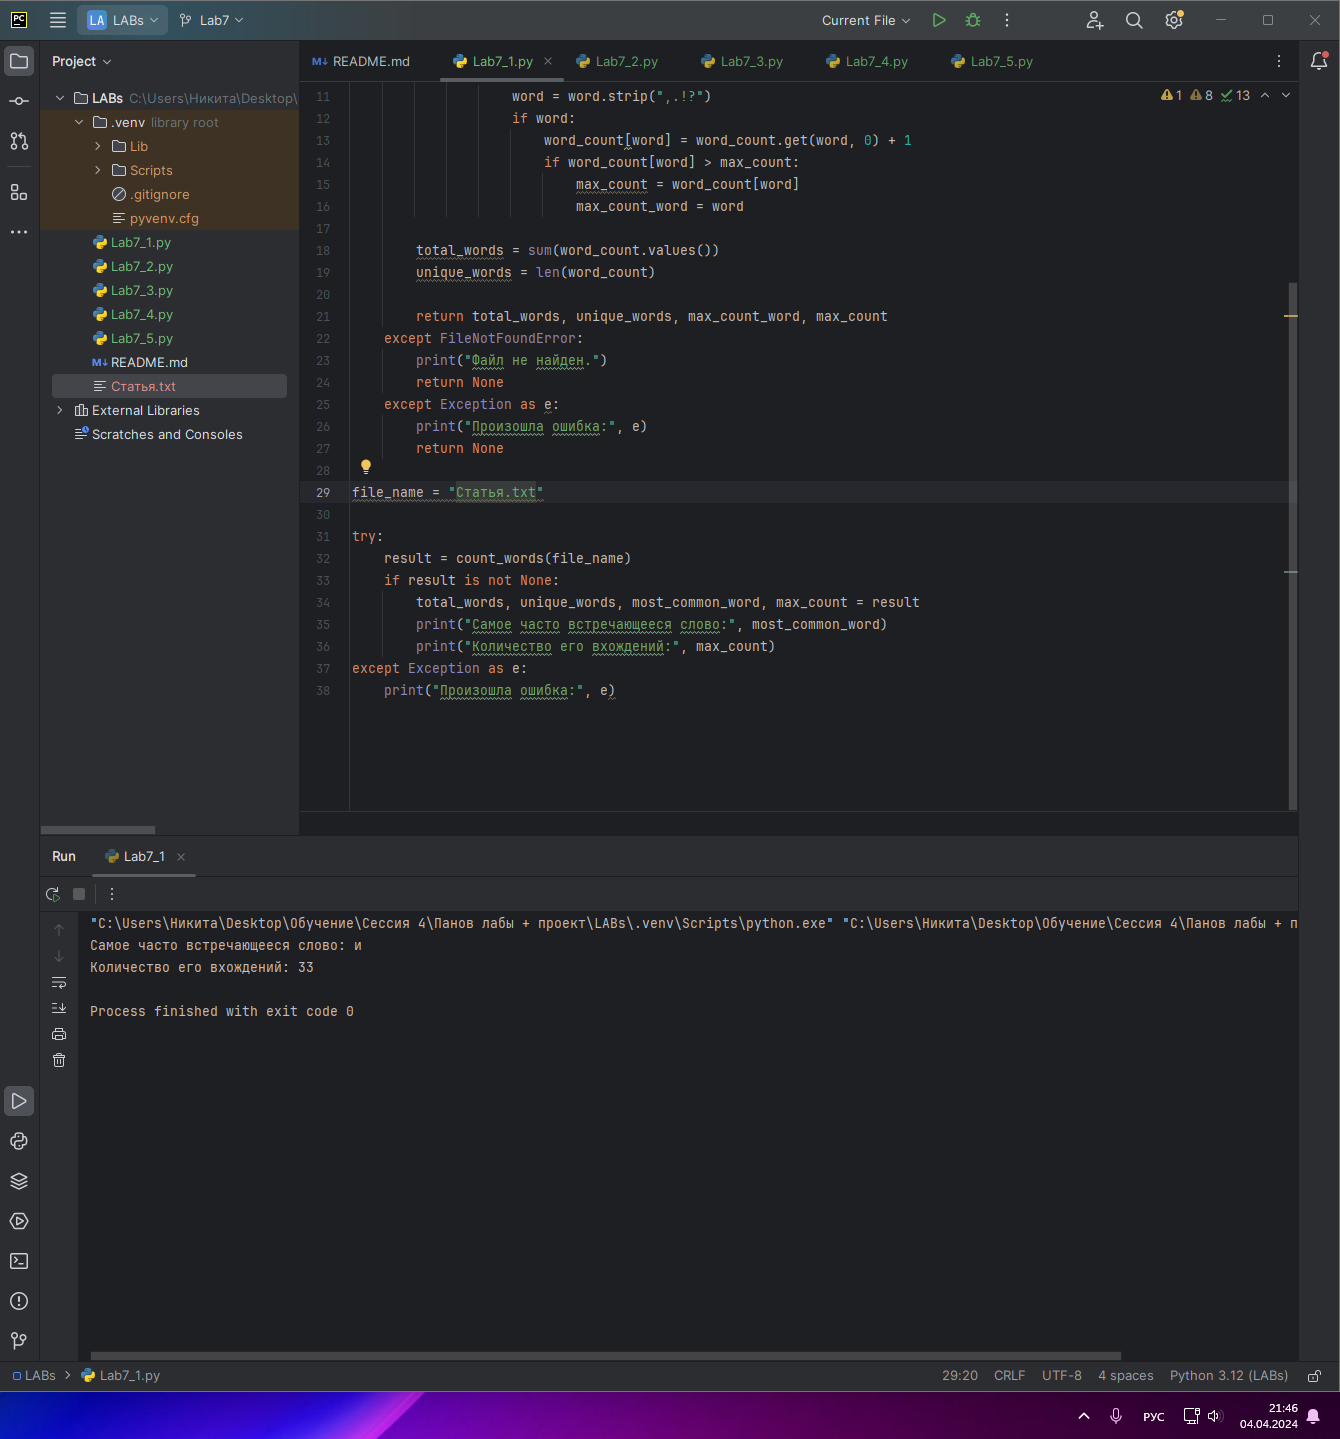 PC
LA LABs
Lab7
Current File
Project
README.md
Lab7_1.py
Lab7_2.py
Lab7_3.py
Lab7_4.py
Lab7_5.py
LABs C:\Users\Никита\Desktop\
.venv library root
Lib
Scripts
.gitignore
pyvenv.cfg
Lab7_1.py
Lab7_2.py
Lab7_3.py
Lab7_4.py
Lab7_5.py
README.md
Статья.txt
External Libraries
Scratches and Consoles
1 8 13
11 word = word.strip(",.!?")
12 if word:
13 word_count[word] = word_count.get(word, 0) + 1
14 if word_count[word] > max_count:
15 max_count = word_count[word]
16 max_count_word = word
17
18 total_words = sum(word_count.values())
19 unique_words = len(word_count)
20
21 return total_words, unique_words, max_count_word, max_count
22 except FileNotFoundError:
23 print("Файл не найден.")
24 return None
25 except Exception as e:
26 print("Произошла ошибка:", e)
27 return None
28
29 file_name = "Статья.txt"
30
31 try:
32 result = count_words(file_name)
33 if result is not None:
34 total_words, unique_words, most_common_word, max_count = result
35 print("Самое часто встречающееся слово:", most_common_word)
36 print("Количество его вхождений:", max_count)
37 except Exception as e:
38 print("Произошла ошибка:", e)
Run
Lab7_1
"C:\Users\Никита\Desktop\Обучение\Сессия 4\Панов лабы + проект\LABs\.venv\Scripts\python.exe" "C:\Users\Никита\Desktop\Обучение\Сессия 4\Панов лабы + п
Самое часто встречающееся слово: и
Количество его вхождений: 33
Process finished with exit code 0
LABs > Lab7_1.py
29:20 CRLF UTF-8 4 spaces Python 3.12 (LABs)
РУС
21:46
04.04.2024